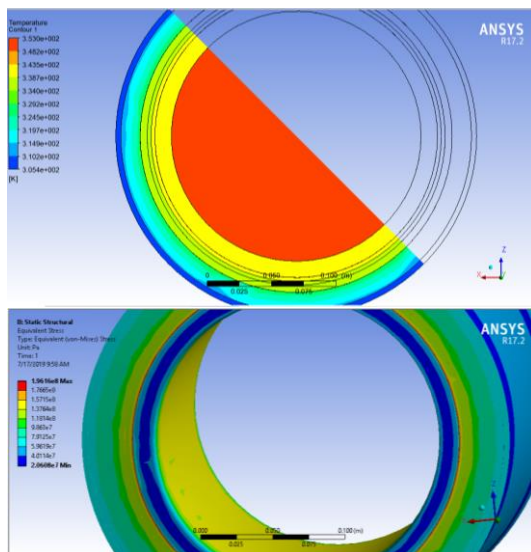 Temperature
Contour 1
3.530e+002
3.482e+002
3.435e+002
3.387e+002
3.340e+002
3.292e+002
3.245e+002
3.197e+002
3.149e+002
3.102e+002
3.054e+002
[K]
ANSYS
R17.2
0 0.050 0.100 (m)
0.025 0.075
Z
X
Y
B: Static Structural
Equivalent Stress
Type: Equivalent (von-Mises) Stress
Unit: Pa
Time: 1
7/17/2019 9:58 AM
1.9616e8 Max
1.7665e8
1.5715e8
1.3764e8
1.1814e8
9.863e7
7.9125e7
5.9619e7
4.0114e7
2.0608e7 Min
ANSYS
R17.2
0.000 0.050 0.100 (m)
0.025 0.075
Z